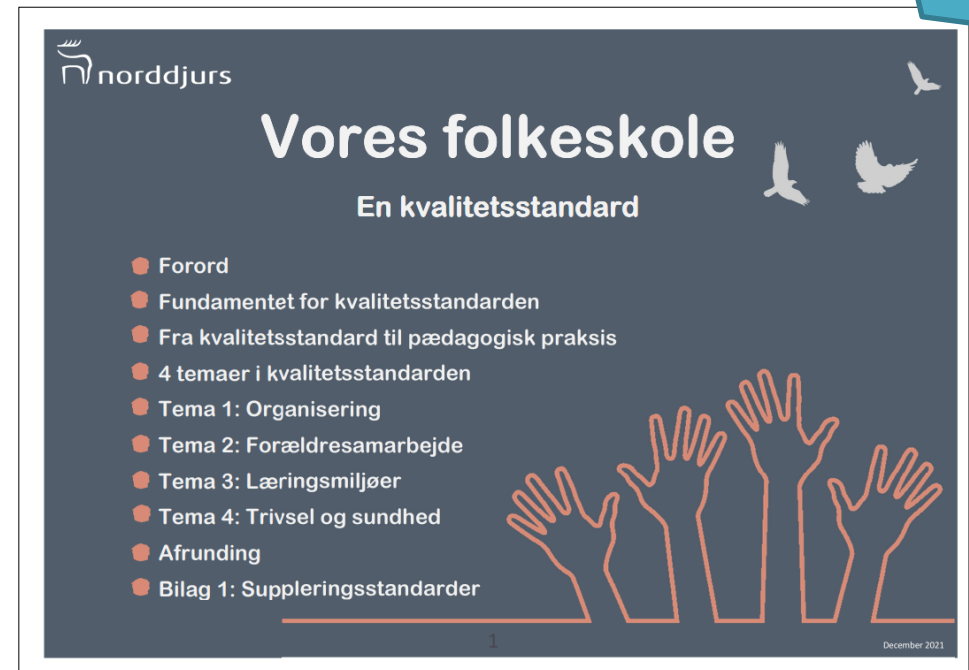 norddjurs
Vores folkeskole
En kvalitetsstandard
Forord
Fundamentet for kvalitetsstandarden
Fra kvalitetsstandard til pædagogisk praksis
4 temaer i kvalitetsstandarden
Tema 1: Organisering
Tema 2: Forældresamarbejde
Tema 3: Læringsmiljøer
Tema 4: Trivsel og sundhed
Afrunding
Bilag 1: Suppleringsstandarder
1
December 2021